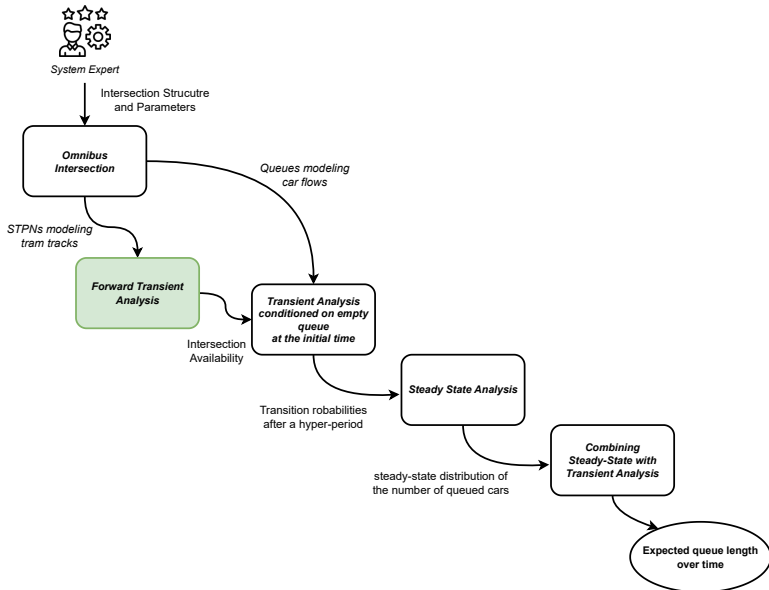 System Expert
Intersection Strucutre
and Parameters
Omnibus
Intersection
Queues modeling
car flows
STPNs modeling
tram tracks
Forward Transient
Analysis
Transient Analysis
conditioned on empty
queue
at the initial time
Intersection
Availability
Steady State Analysis
Transition robabilities
after a hyper-period
Combining
Steady-State with
Transient Analysis
steady-state distribution of
the number of queued cars
Expected queue length
over time